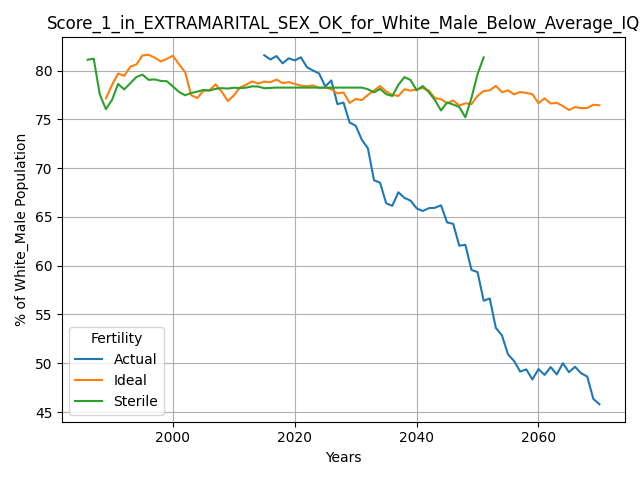 Score_1_in_EXTRAMARITAL_SEX_OK_for_White_Male_Below_Average_IQ
% of White_Male Population
80
75
70
65
60
55
50
45
Fertility
Actual
Ideal
Sterile
2000
2020
2040
2060
Years